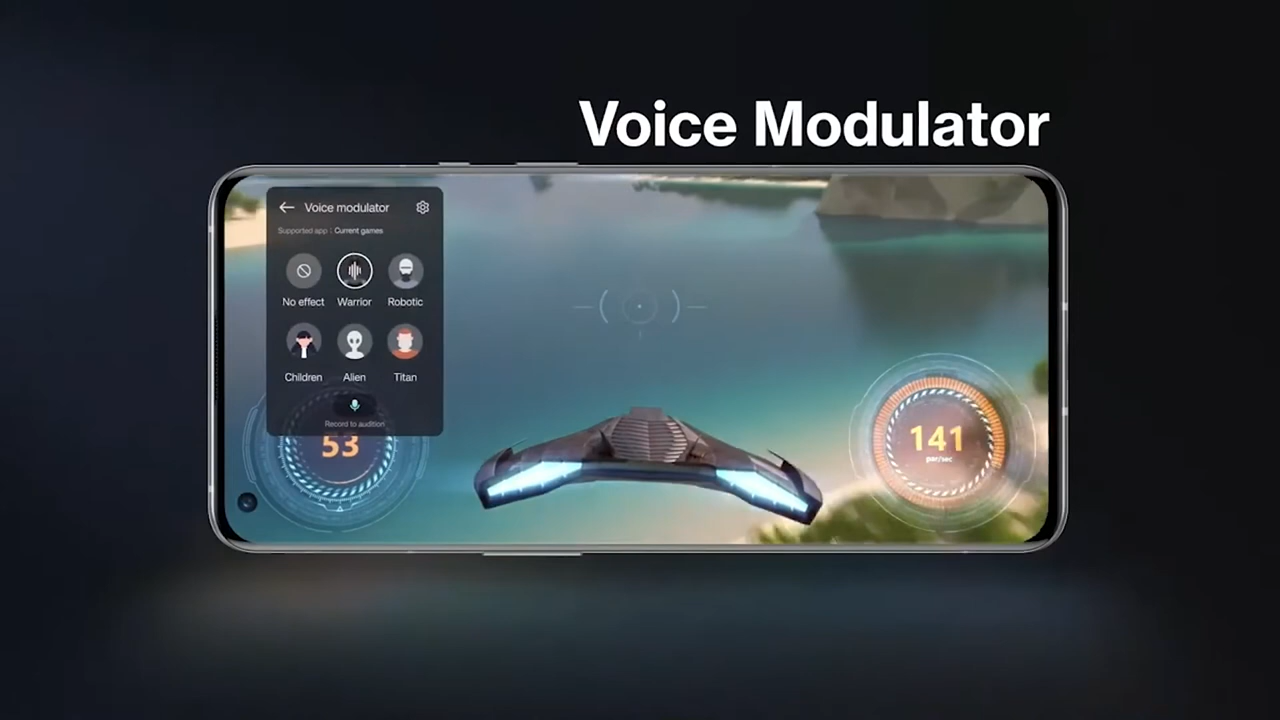 Voice Modulator
Voice modulator
Supported app : Current games
No effect Warrior Robotic
Children Alien Titan
Record to audition
53
141
par/sec